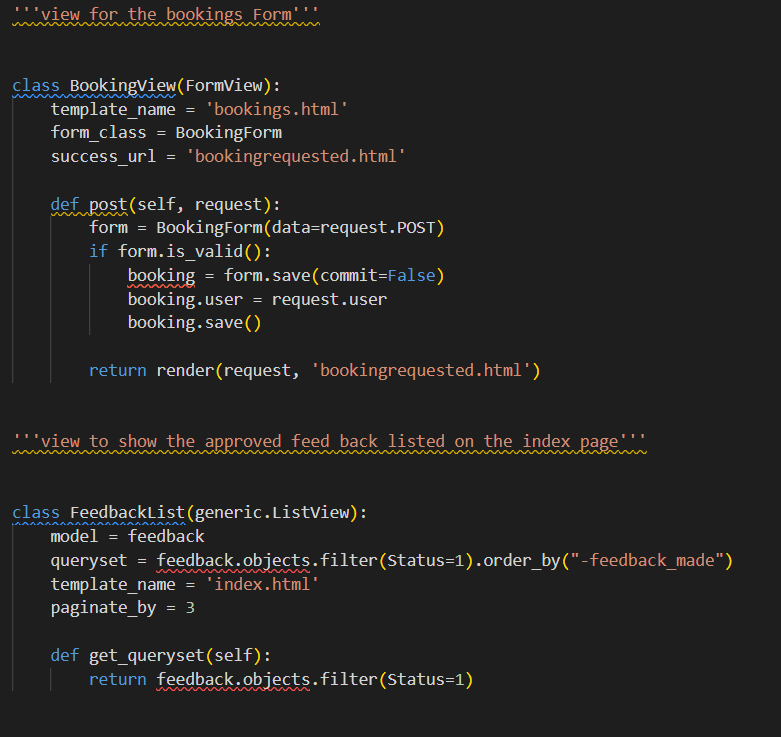 '''view for the bookings Form'''
class BookingView(FormView):
    template_name = 'bookings.html'
    form_class = BookingForm
    success_url = 'bookingrequested.html'
    def post(self, request):
        form = BookingForm(data=request.POST)
        if form.is_valid():
            booking = form.save(commit=False)
            booking.user = request.user
            booking.save()
        return render(request, 'bookingrequested.html')
'''view to show the approved feed back listed on the index page'''
class FeedbackList(generic.ListView):
    model = feedback
    queryset = feedback.objects.filter(Status=1).order_by("-feedback_made")
    template_name = 'index.html'
    paginate_by = 3
    def get_queryset(self):
        return feedback.objects.filter(Status=1)